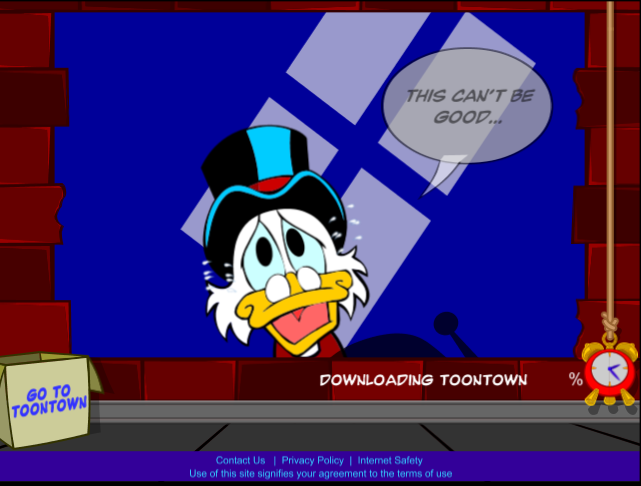 THIS CAN'T BE
GOOD...
DOWNLOADING TOONTOWN %
GO TO
TOONTOWN
Contact Us | Privacy Policy | Internet Safety
Use of this site signifies your agreement to the terms of use